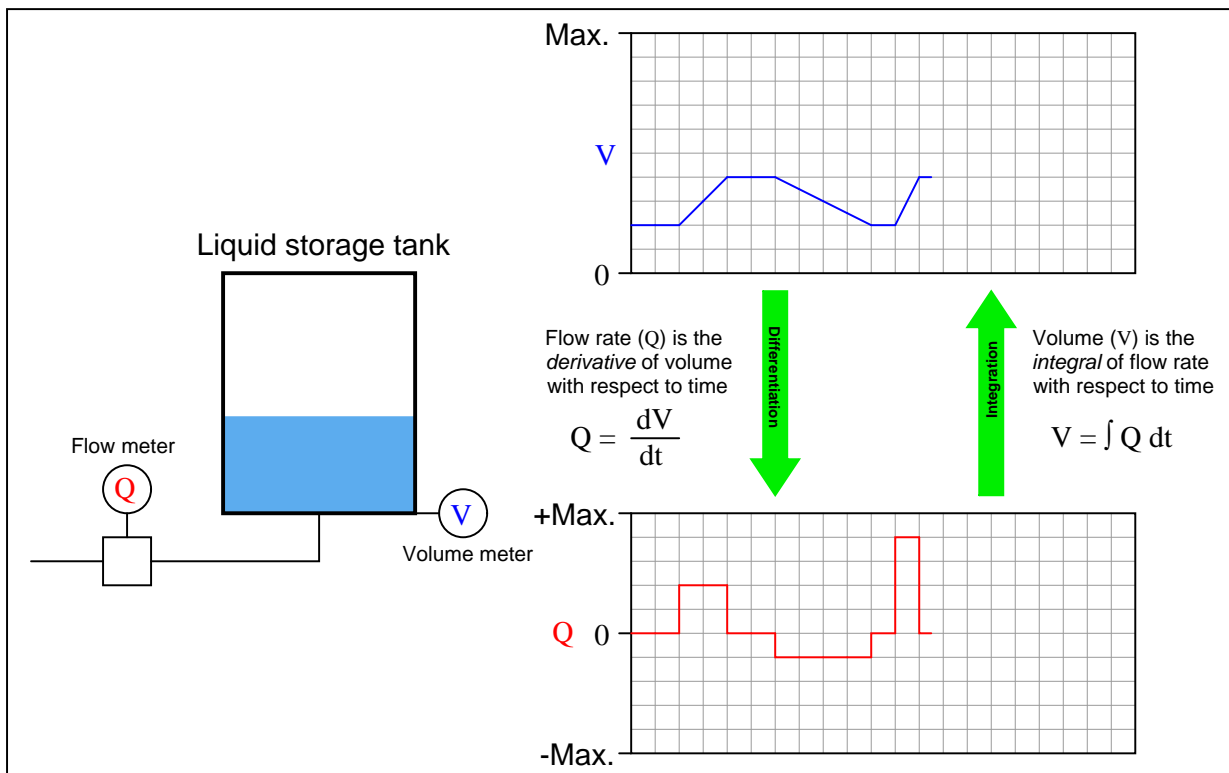 Max.
V
0
Liquid storage tank
Flow meter
Q
V
Volume meter
Flow rate (Q) is the
derivative of volume
with respect to time
Q = dV
dt
Differentiation
Integration
Volume (V) is the
integral of flow rate
with respect to time
V = ∫ Q dt
+Max.
Q 0
-Max.